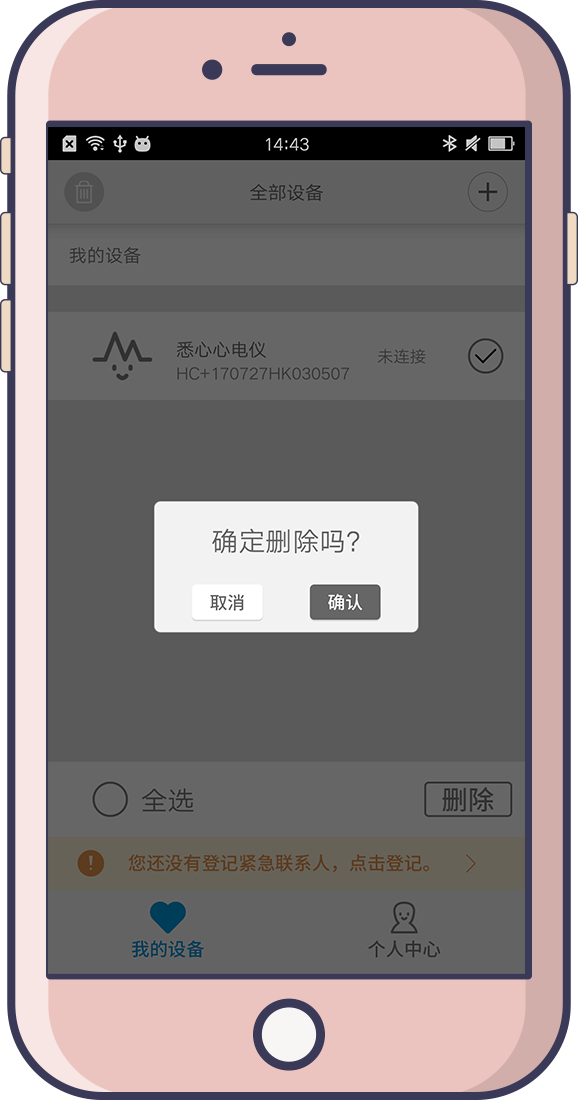 14:43
全部设备
我的设备
悉心心电仪
未连接
HC+170727HK030507
确定删除吗?
取消
确认
全选
删除
您还没有登记紧急联系人，点击登记。
我的设备
个人中心